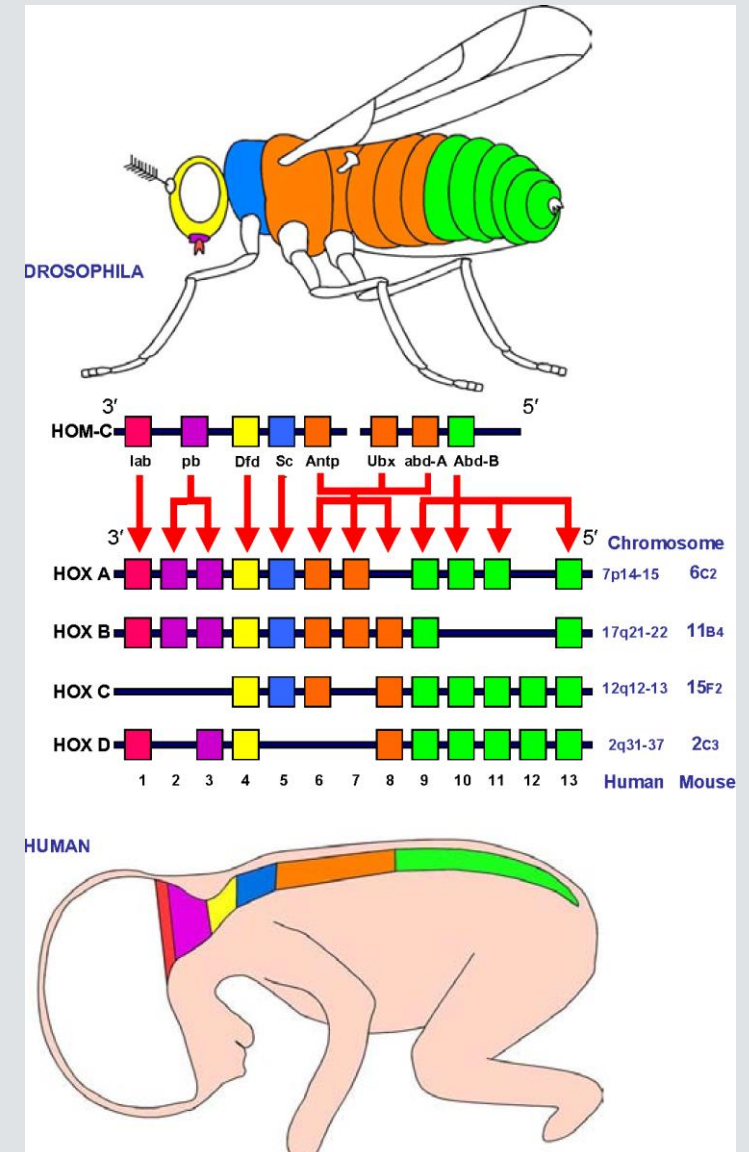 DROSOPHILA
3′ 5′
HOM-C
lab pb Dfd Sc Antp Ubx abd-A Abd-B
3′ 5′
Chromosome
HOX A 7p14-15 6C2
HOX B 17q21-22 11B4
HOX C 12q12-13 15F2
HOX D 2q31-37 2C3
1 2 3 4 5 6 7 8 9 10 11 12 13 Human Mouse
HUMAN